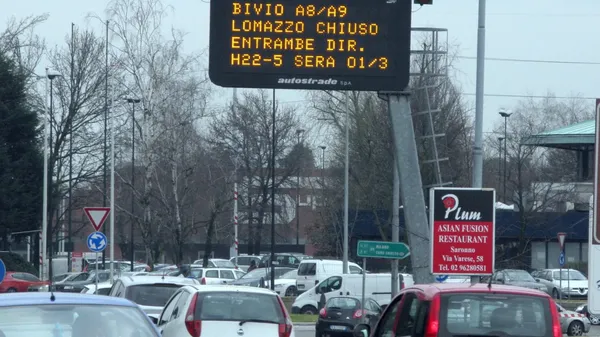 BIVIO A8/A9
LOMAZZO CHIUSO
ENTRAMBE DIR.
H22-5 SERA 01/3
autostrade S.p.A.
Plum
ASIAN FUSION
RESTAURANT
Saronno
Via Varese, 58
Tel. 02 96280581